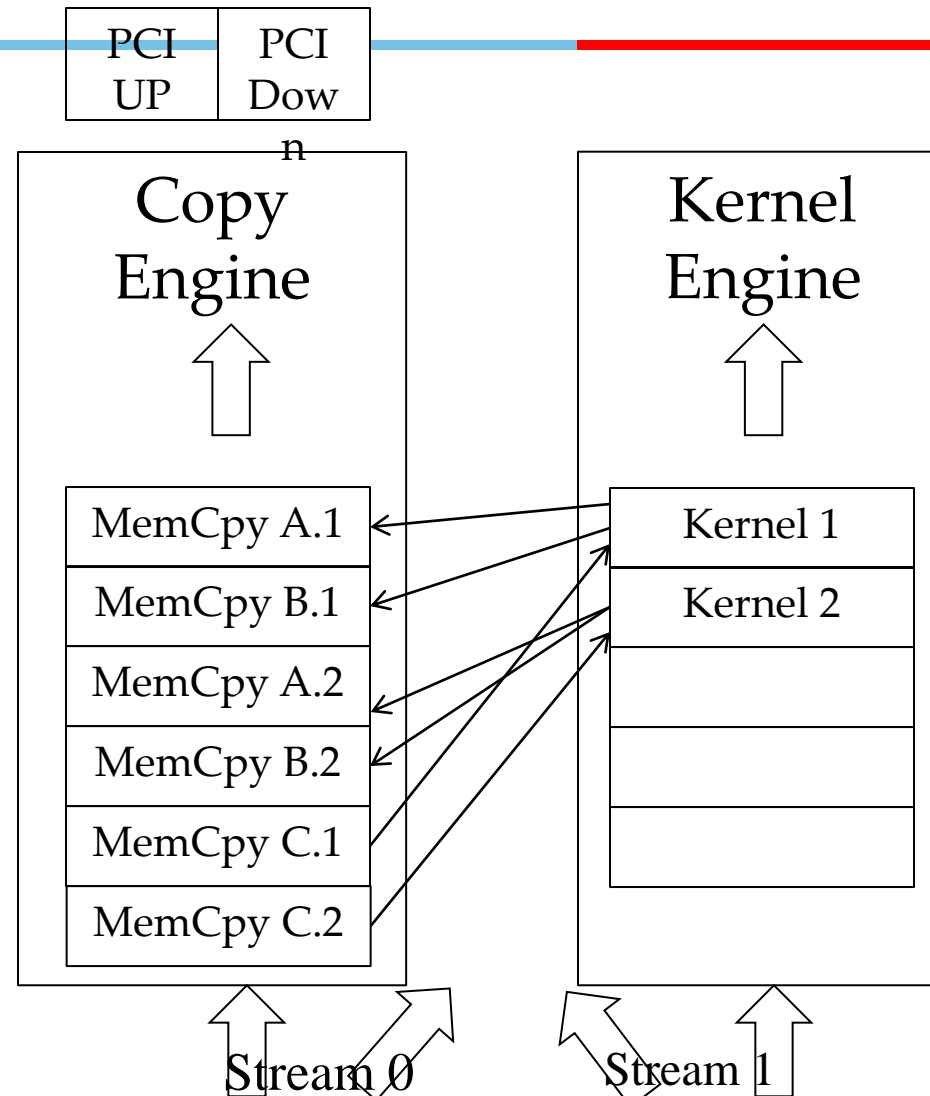 PCI
UP
PCI
Dow
n
Copy
Engine
Kernel
Engine
MemCpy A.1
MemCpy B.1
MemCpy A.2
MemCpy B.2
MemCpy C.1
MemCpy C.2
Kernel 1
Kernel 2
Stream 0
Stream 1